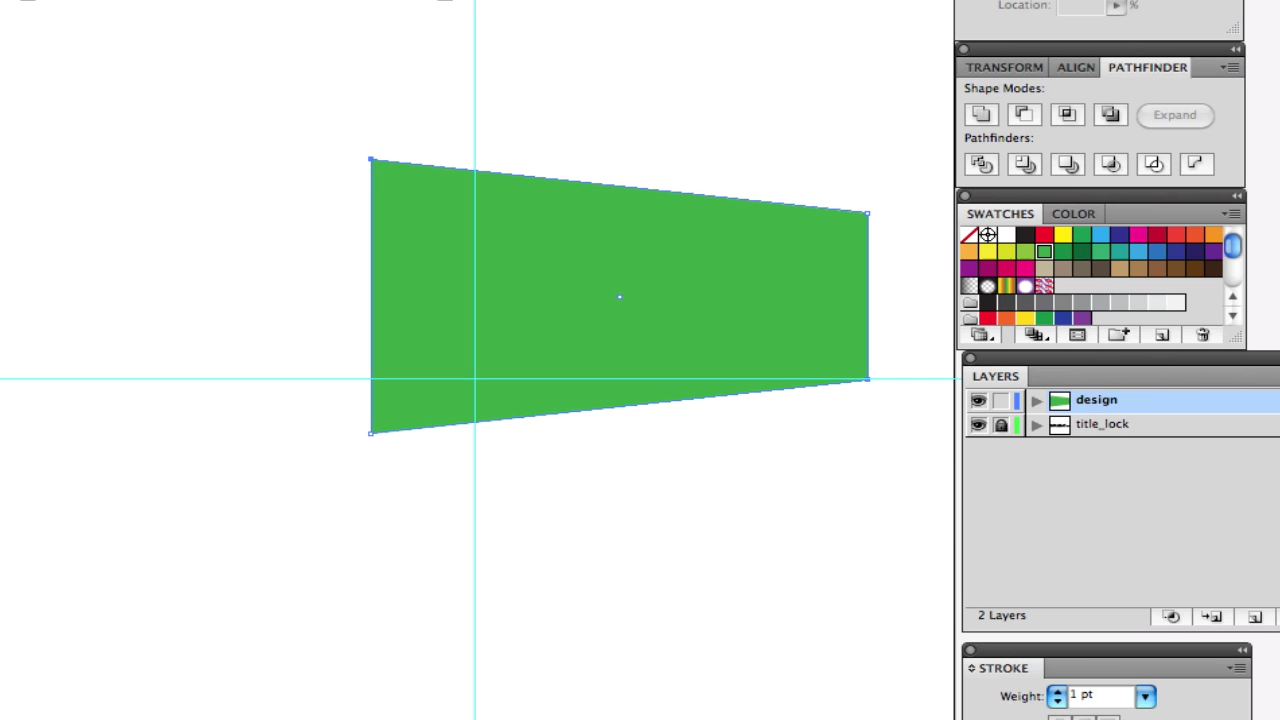 Location: %
TRANSFORM ALIGN PATHFINDER
Shape Modes:
Expand
Pathfinders:
SWATCHES COLOR
LAYERS
design
title_lock
2 Layers
STROKE
Weight: 1 pt